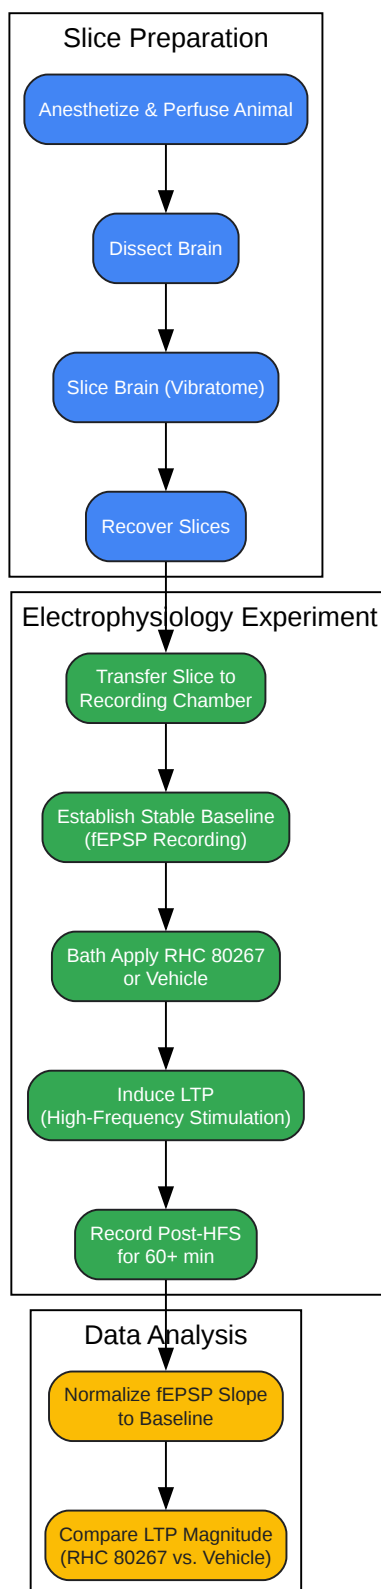 Slice Preparation
Anesthetize & Perfuse Animal
Dissect Brain
Slice Brain (Vibratome)
Recover Slices
Electrophysiology Experiment
Transfer Slice to
Recording Chamber
Establish Stable Baseline
(fEPSP Recording)
Bath Apply RHC 80267
or Vehicle
Induce LTP
(High-Frequency Stimulation)
Record Post-HFS
for 60+ min
Data Analysis
Normalize fEPSP Slope
to Baseline
Compare LTP Magnitude
(RHC 80267 vs. Vehicle)